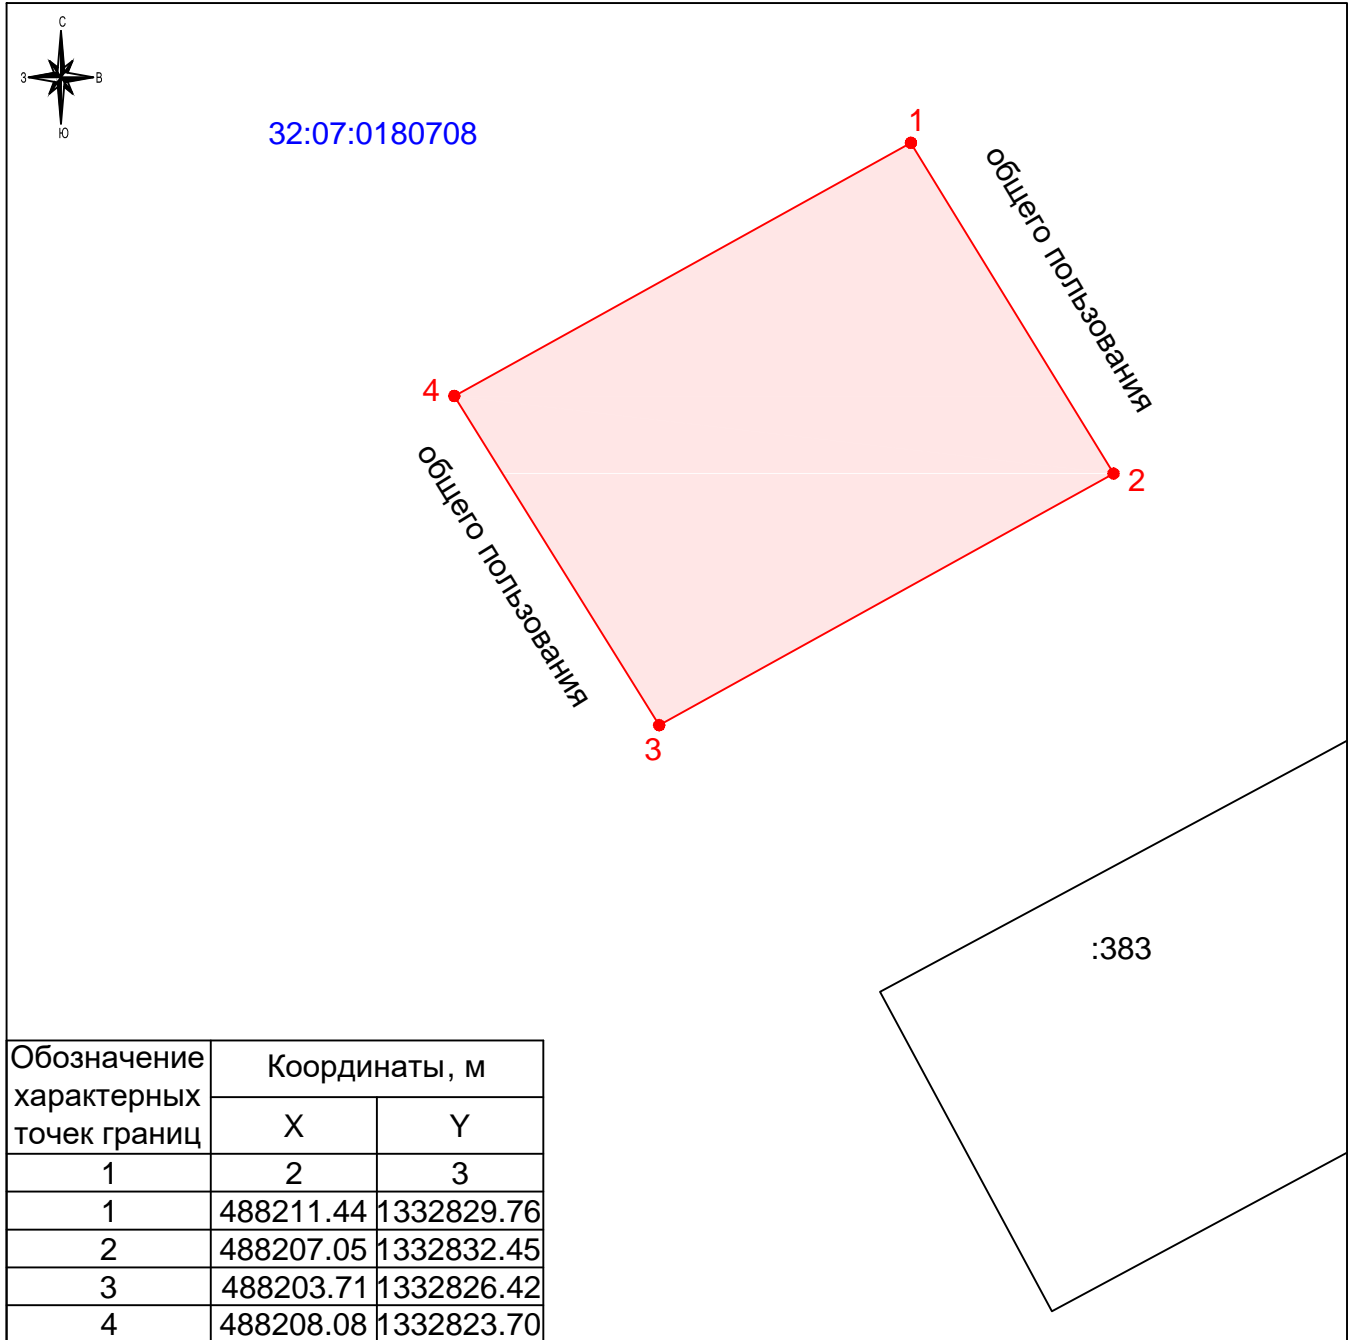 С
З
В
Ю
32:07:0180708
1
общего пользования
4
2
общего пользования
3
:383
Обозначение характерных точек границ
Координаты, м
X Y
1 2 3
1 488211.44 1332829.76
2 488207.05 1332832.45
3 488203.71 1332826.42
4 488208.08 1332823.70